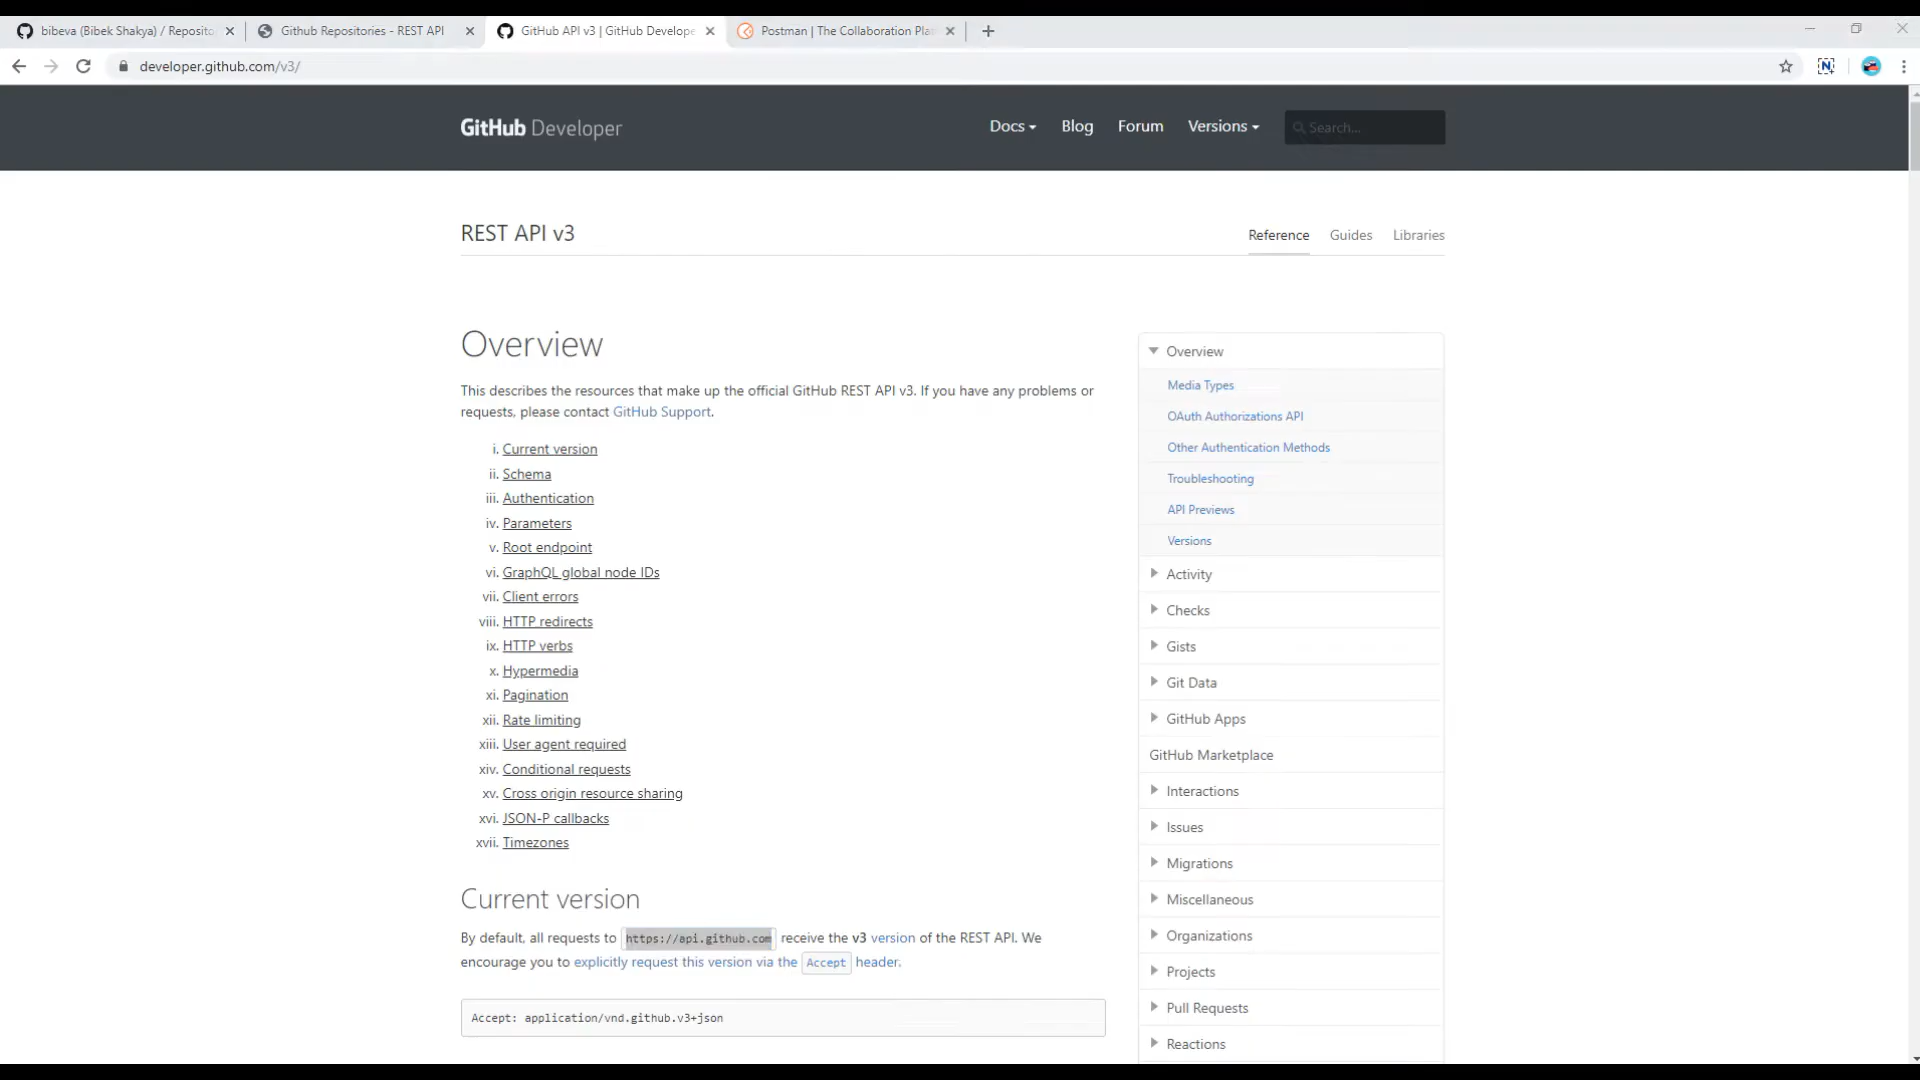 bibeva (Bibek Shakya) / Reposito
Github Repositories - REST API
GitHub API v3 | GitHub Develope
Postman | The Collaboration Pla
developer.github.com/v3/
GitHub Developer
Docs
Blog
Forum
Versions
Search...
REST API v3
Reference
Guides
Libraries
Overview
This describes the resources that make up the official GitHub REST API v3. If you have any problems or
requests, please contact GitHub Support.
i. Current version
ii. Schema
iii. Authentication
iv. Parameters
v. Root endpoint
vi. GraphQL global node IDs
vii. Client errors
viii. HTTP redirects
ix. HTTP verbs
x. Hypermedia
xi. Pagination
xii. Rate limiting
xiii. User agent required
xiv. Conditional requests
xv. Cross origin resource sharing
xvi. JSON-P callbacks
xvii. Timezones
Current version
By default, all requests to https://api.github.com receive the v3 version of the REST API. We
encourage you to explicitly request this version via the Accept header.
Accept: application/vnd.github.v3+json
Overview
Media Types
OAuth Authorizations API
Other Authentication Methods
Troubleshooting
API Previews
Versions
Activity
Checks
Gists
Git Data
GitHub Apps
GitHub Marketplace
Interactions
Issues
Migrations
Miscellaneous
Organizations
Projects
Pull Requests
Reactions